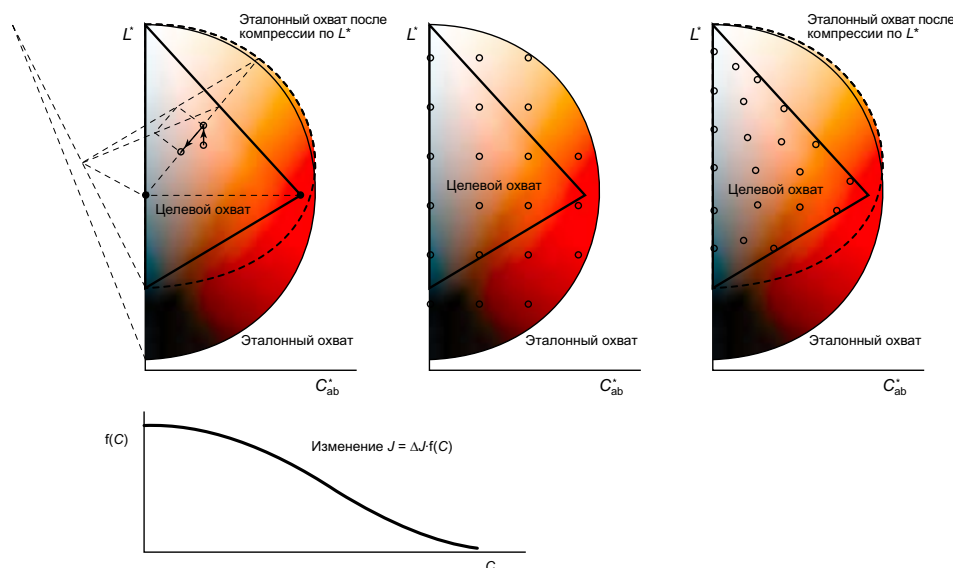 Эталонный охват после
компрессии по L*
L*
Целевой охват
Эталонный охват
C*ab
L*
Целевой охват
Эталонный охват
C*ab
Эталонный охват после
компрессии по L*
L*
Целевой охват
Эталонный охват
C*ab
f(C)
Изменение J = ΔJ·f(C)
C